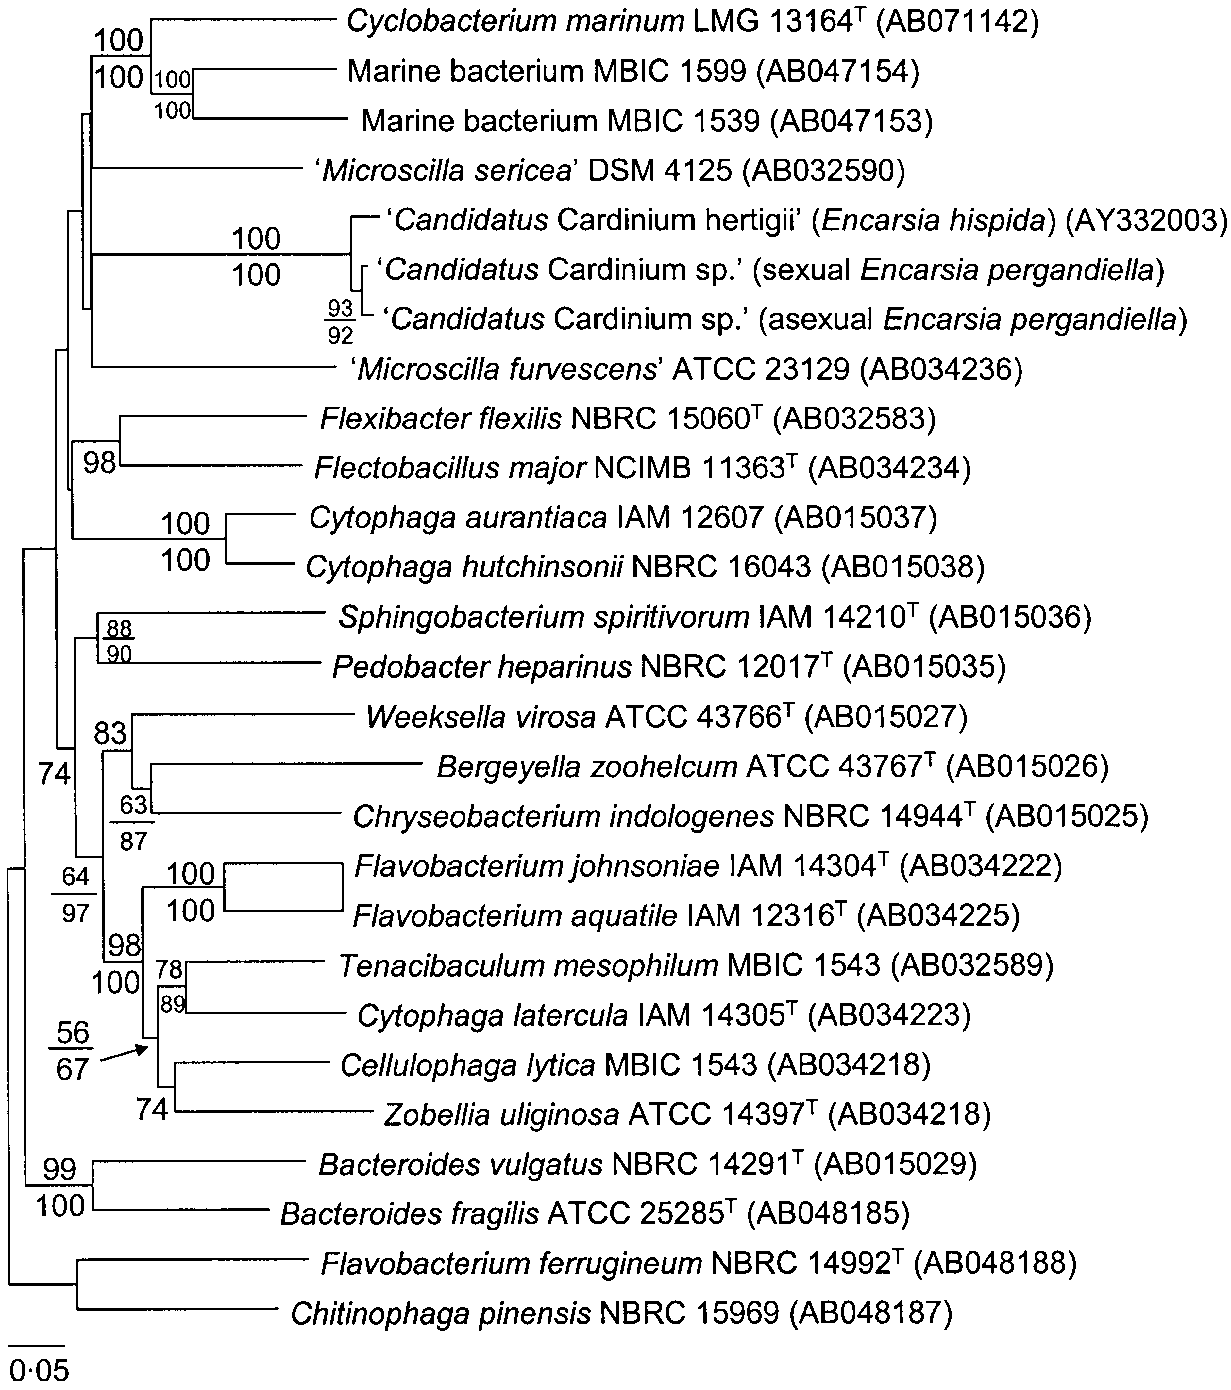 Cyclobacterium marinum LMG 13164T (AB071142)
100
100
100
Marine bacterium MBIC 1599 (AB047154)
100
Marine bacterium MBIC 1539 (AB047153)
'Microscilla sericea' DSM 4125 (AB032590)
'Candidatus Cardinium hertigii' (Encarsia hispida) (AY332003)
100
100
'Candidatus Cardinium sp.' (sexual Encarsia pergandiella)
93
92
'Candidatus Cardinium sp.' (asexual Encarsia pergandiella)
'Microscilla furvescens' ATCC 23129 (AB034236)
Flexibacter flexilis NBRC 15060T (AB032583)
98
Flectobacillus major NCIMB 11363T (AB034234)
100
100
Cytophaga aurantiaca IAM 12607 (AB015037)
Cytophaga hutchinsonii NBRC 16043 (AB015038)
Sphingobacterium spiritivorum IAM 14210T (AB015036)
88
90
Pedobacter heparinus NBRC 12017T (AB015035)
Weeksella virosa ATCC 43766T (AB015027)
83
74
Bergeyella zoohelcum ATCC 43767T (AB015026)
63
87
Chryseobacterium indologenes NBRC 14944T (AB015025)
64
97
100
100
Flavobacterium johnsoniae IAM 14304T (AB034222)
Flavobacterium aquatile IAM 12316T (AB034225)
98
100
78
89
Tenacibaculum mesophilum MBIC 1543 (AB032589)
Cytophaga latercula IAM 14305T (AB034223)
56
67
Cellulophaga lytica MBIC 1543 (AB034218)
74
Zobellia uliginosa ATCC 14397T (AB034218)
99
100
Bacteroides vulgatus NBRC 14291T (AB015029)
Bacteroides fragilis ATCC 25285T (AB048185)
Flavobacterium ferrugineum NBRC 14992T (AB048188)
Chitinophaga pinensis NBRC 15969 (AB048187)
0·05